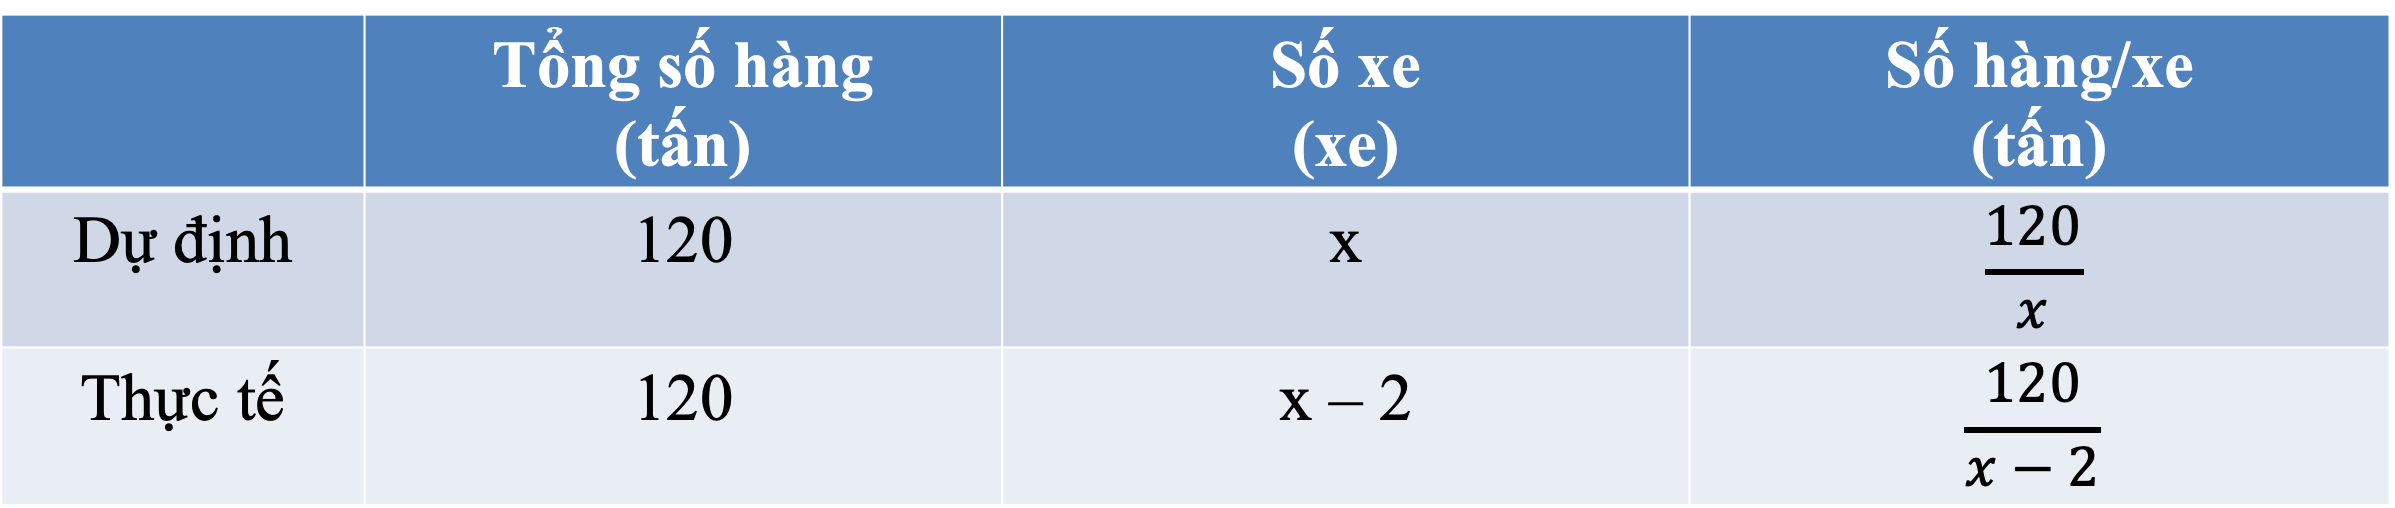 Tổng số hàng
(tấn)
Số xe
(xe)
Số hàng/xe
(tấn)
Dự định
120
x
120
x
Thực tế
120
x – 2
120
x − 2